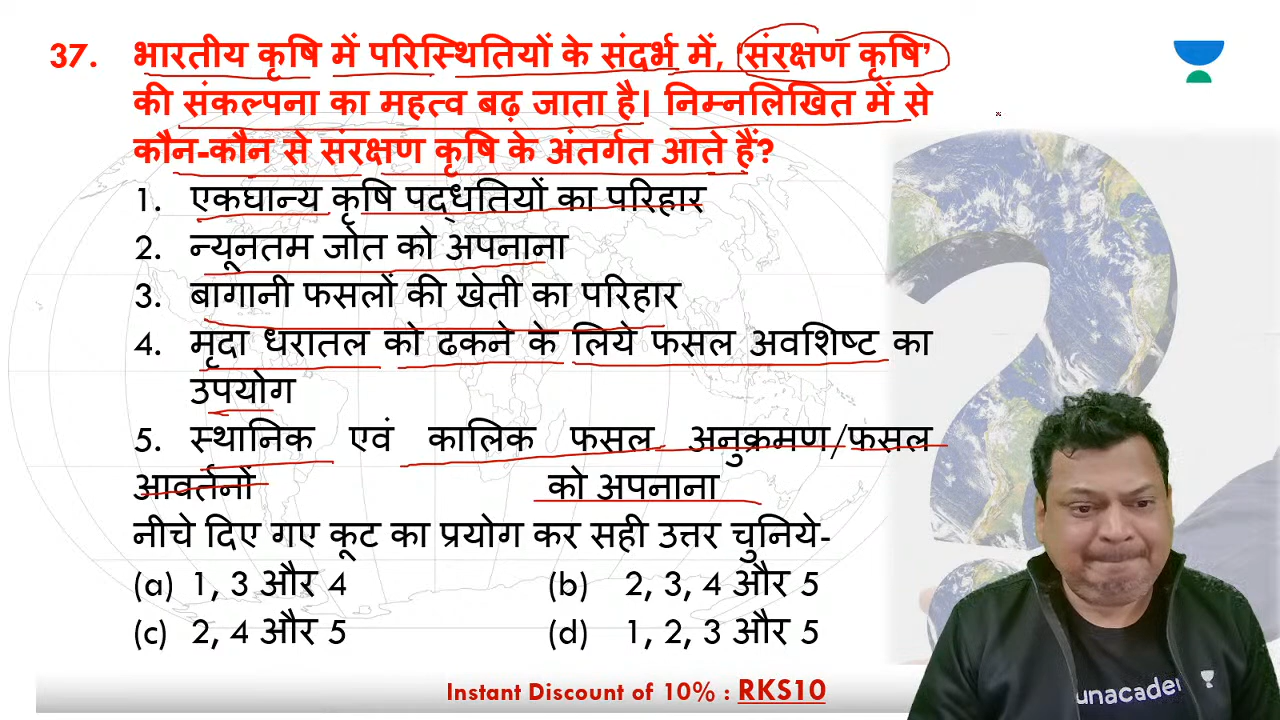 37. भारतीय कृषि में परिस्थितियों के संदर्भ में, 'संरक्षण कृषि'
की संकल्पना का महत्व बढ़ जाता है। निम्नलिखित में से
कौन-कौन से संरक्षण कृषि के अंतर्गत आते हैं?
1. एकघान्य कृषि पद्धतियों का परिहार
2. न्यूनतम जोत को अपनाना
3. बागानी फसलों की खेती का परिहार
4. मृदा धरातल को ढकने के लिये फसल अवशिष्ट का
उपयोग
5. स्थानिक एवं कालिक फसल अनुक्रमण/फसल
आवर्तनों को अपनाना
नीचे दिए गए कूट का प्रयोग कर सही उत्तर चुनिये-
(a) 1, 3 और 4 (b) 2, 3, 4 और 5
(c) 2, 4 और 5 (d) 1, 2, 3 और 5
unacade
Instant Discount of 10% : RKS10